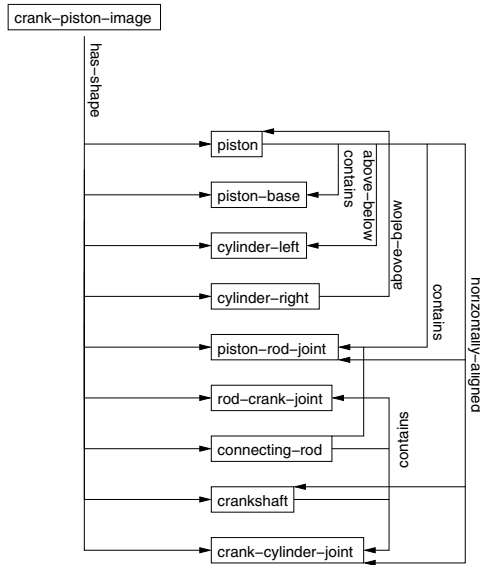 crank-piston-image
has-shape
piston
piston-base
cylinder-left
cylinder-right
piston-rod-joint
rod-crank-joint
connecting-rod
crankshaft
crank-cylinder-joint
contains
above-below
above-below
contains
contains
horizontally-aligned